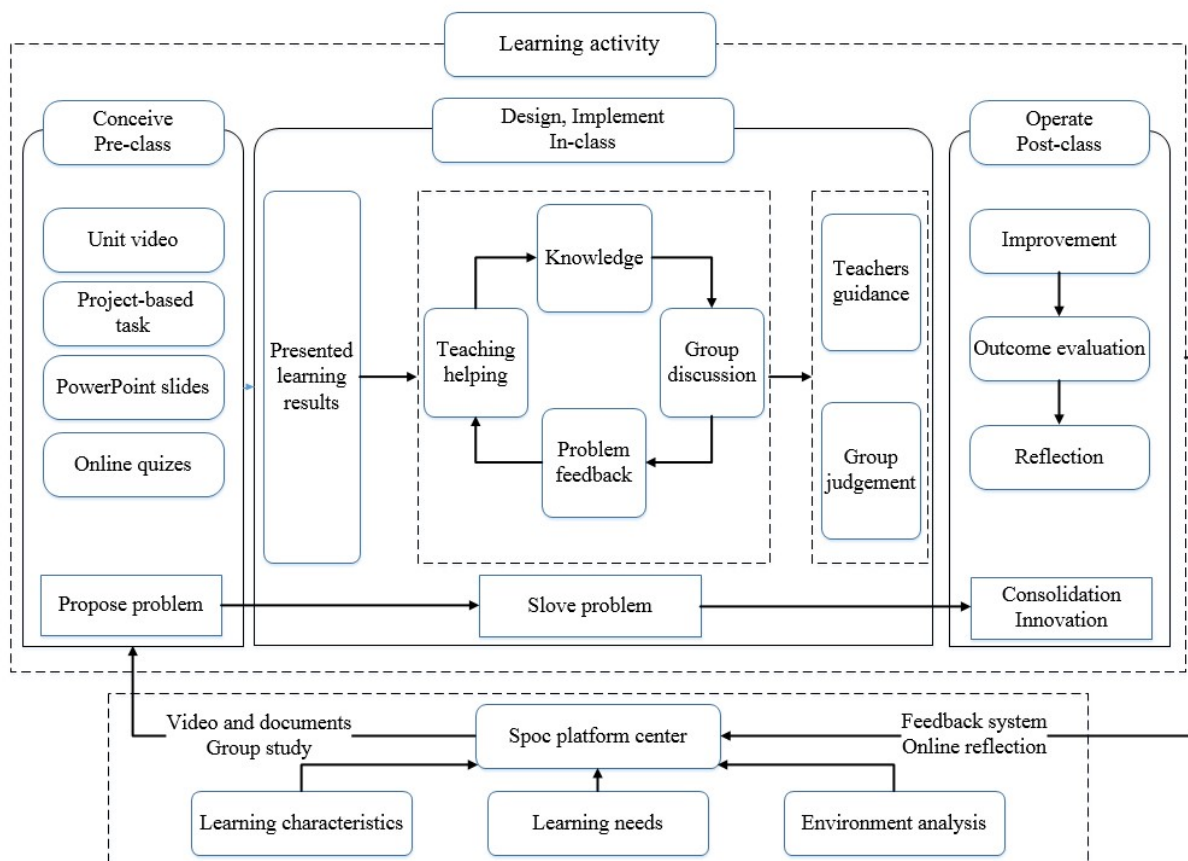 Learning activity
Conceive
Pre-class
Design, Implement
In-class
Operate
Post-class
Unit video
Project-based
task
PowerPoint slides
Online quizes
Presented
learning
results
Knowledge
Teaching
helping
Group
discussion
Problem
feedback
Teachers
guidance
Group
judgement
Improvement
Outcome evaluation
Reflection
Propose problem
Slove problem
Consolidation
Innovation
Video and documents
Group study
Spoc platform center
Feedback system
Online reflection
Learning characteristics
Learning needs
Environment analysis